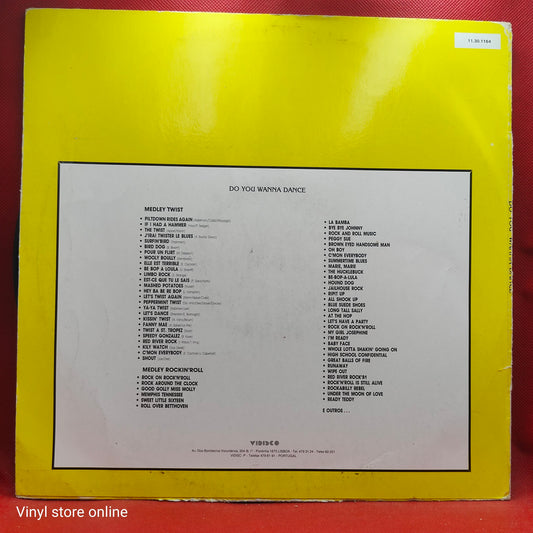 11.30.1164
DO YOU WANNA DANCE
MEDLEY TWIST
• PILTDOWN RIDES AGAIN
• IF I HAD A HAMMER
• THE TWIST
• J'IRAI TWISTER LE BLUES
• SURFIN'BIRD
• BIRD DOG
• POUR UN FLIRT
• WOOLY BOULLY
• ELLE EST TERRIBLE
• BE BOP A LOULA
• LIMBO ROCK
• EST-CE QUE TU LE SAIS
• MASHED POTATOES
• HEY BA BE RE BOP
• LET'S TWIST AGAIN
• PEPPERMINT TWIST
• YA-YA TWIST
• LET'S DANCE
• KISSIN' TWIST
• FANNY MAE
• TWIST A ST. TROPEZ
• SPEEDY GONZALEZ
• RED RIVER ROCK
• KILY WATCH
• C'MON EVERYBODY
• SHOUT
MEDLEY ROCKIN'ROLL
• ROCK ON ROCK'N'ROLL
• ROCK AROUND THE CLOCK
• GOOD GOLLY MISS MOLLY
• MEMPHIS TENNESSEE
• SWEET LITTLE SIXTEEN
• ROLL OVER BETTHOVEN
• LA BAMBA
• BYE BYE JOHNNY
• ROCK AND ROLL MUSIC
• PEGGY SUE
• BROWN EYED HANDSOME MAN
• OH BOY
• C'MON EVERYBODY
• SUMMERTIME BLUES
• MARIE, MARIE
• THE HUCKLEBUCK
• BE-BOP-A-LULA
• HOUND DOG
• JAILHOUSE ROCK
• RIPIT UP
• ALL SHOOK UP
• BLUE SUEDE SHOES
• LONG TALL SALLY
• AT THE HOP
• LET'S HAVE A PARTY
• ROCK ON ROCK'N'ROLL
• MY GIRL JOSEPHINE
• I'M READY
• BABY FACE
• WHOLE LOTTA SHAKIN' GOING ON
• HIGH SCHOOL CONFIDENTIAL
• GREAT BALLS OF FIRE
• RUNAWAY
• WIPE OUT
• RED RIVER ROCK'R1
• ROCK'N'ROLL IS STILL ALIVE
• ROCKABILLY REBEL
• UNDER THE MOON OF LOVE
• READY TEDDY
E OUTROS . . .
VIDISCO
PORTUGAL
DO YOU WANNA DANCE
Vinyl store online